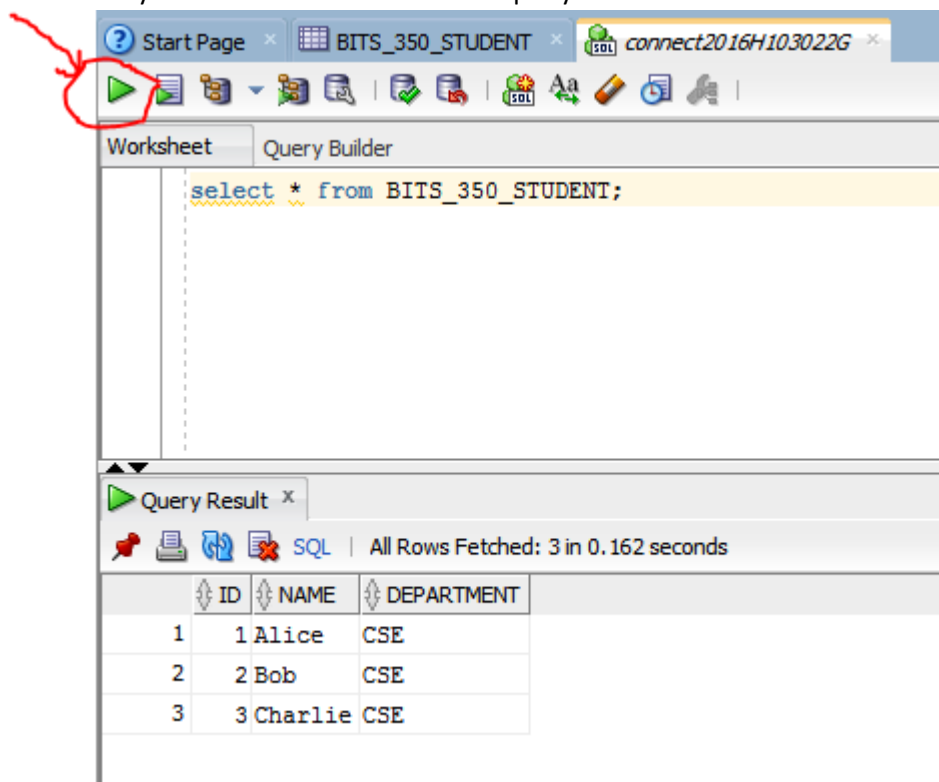 Start Page BITS_350_STUDENT connect2016H103022G
Worksheet Query Builder
select * from BITS_350_STUDENT;
Query Result
SQL All Rows Fetched: 3 in 0.162 seconds
ID NAME DEPARTMENT
1 1 Alice CSE
2 2 Bob CSE
3 3 Charlie CSE